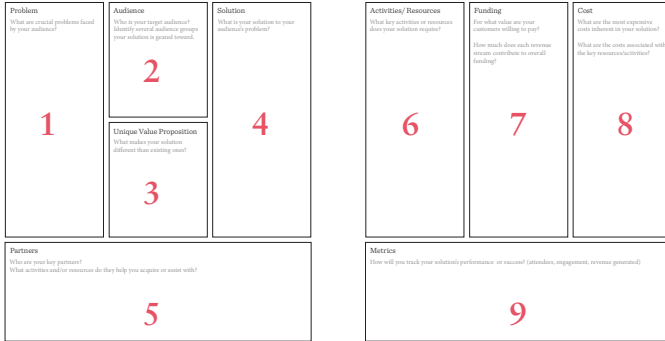 Problem
What are crucial problems faced
by your audience?
1
Audience
Who is your target audience?
Identify several audience groups
your solution is geared toward.
2
Unique Value Proposition
What makes your solution
different than existing ones?
3
Solution
What is your solution to your
audience's problem?
4
Partners
Who are your key partners?
What activities and/or resources do they help you acquire or assist with?
5
Activities/ Resources
What key activities or resources
does your solution require?
6
Funding
For what value are your
customers willing to pay?
How much does each revenue
stream contribute to overall
funding?
7
Cost
What are the most expensive
costs inherent in your solution?
What are the costs associated with
the key resources/activities?
8
Metrics
How will you track your solution's performance or success? (attendees, engagement, revenue generated)
9